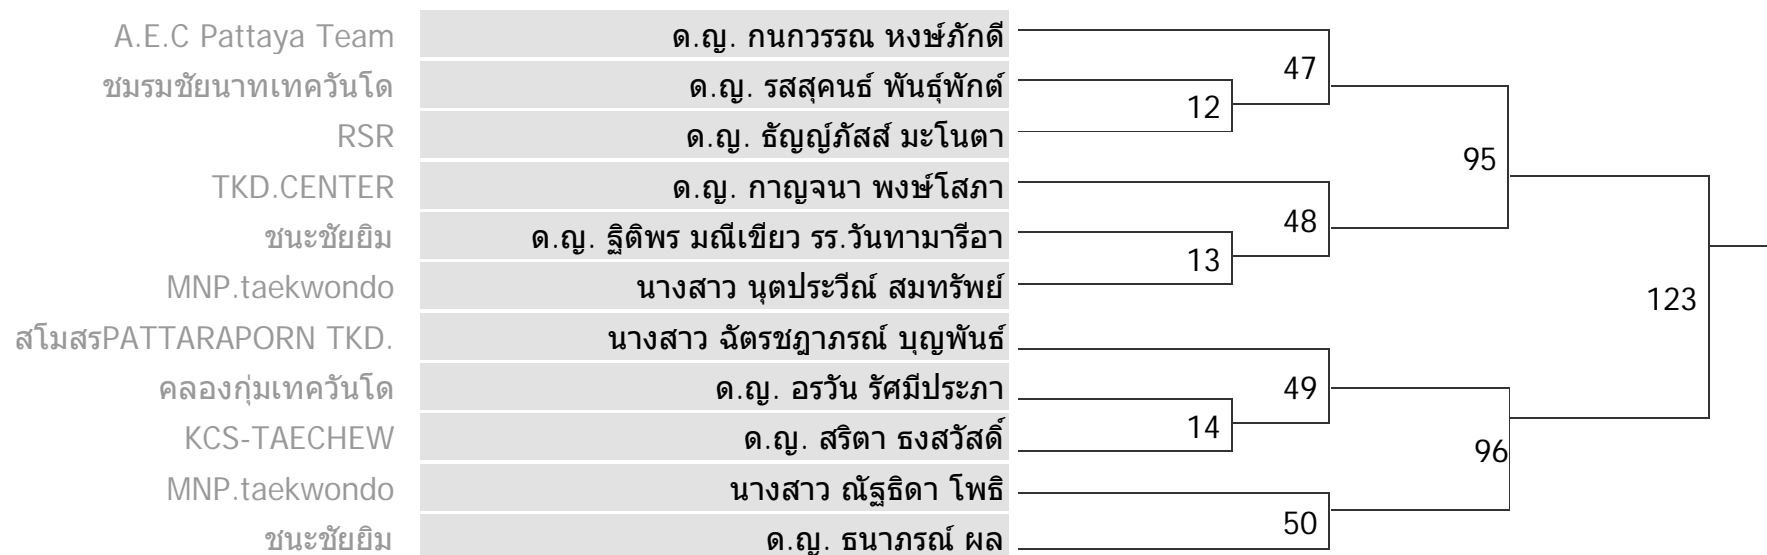 A.E.C Pattaya Team ด.ญ. กนกวรรณ หงษ์ภักดี
47
ชมรมชัยนาทเทควันโด ด.ญ. รสสุคนธ์ พันธุ์พักต์
12
RSR ด.ญ. ธัญญ์ภัสส์ มะโนตา
95
TKD.CENTER ด.ญ. กาญจนา พงษ์โสภา
48
ชนะชัยยิม ด.ญ. ฐิติพร มณีเขียว รร.วันทามารีอา
13
MNP.taekwondo นางสาว นุตประวีณ์ สมทรัพย์
123
สโมสรPATTARAPORN TKD. นางสาว ฉัตรชฎาภรณ์ บุญพันธ์
คลองกุ่มเทควันโด ด.ญ. อรวัน รัศมีประภา
49
14
KCS-TAECHEW ด.ญ. สริตา ธงสวัสดิ์
96
MNP.taekwondo นางสาว ณัฐธิดา โพธิ
50
ชนะชัยยิม ด.ญ. ธนาภรณ์ ผล